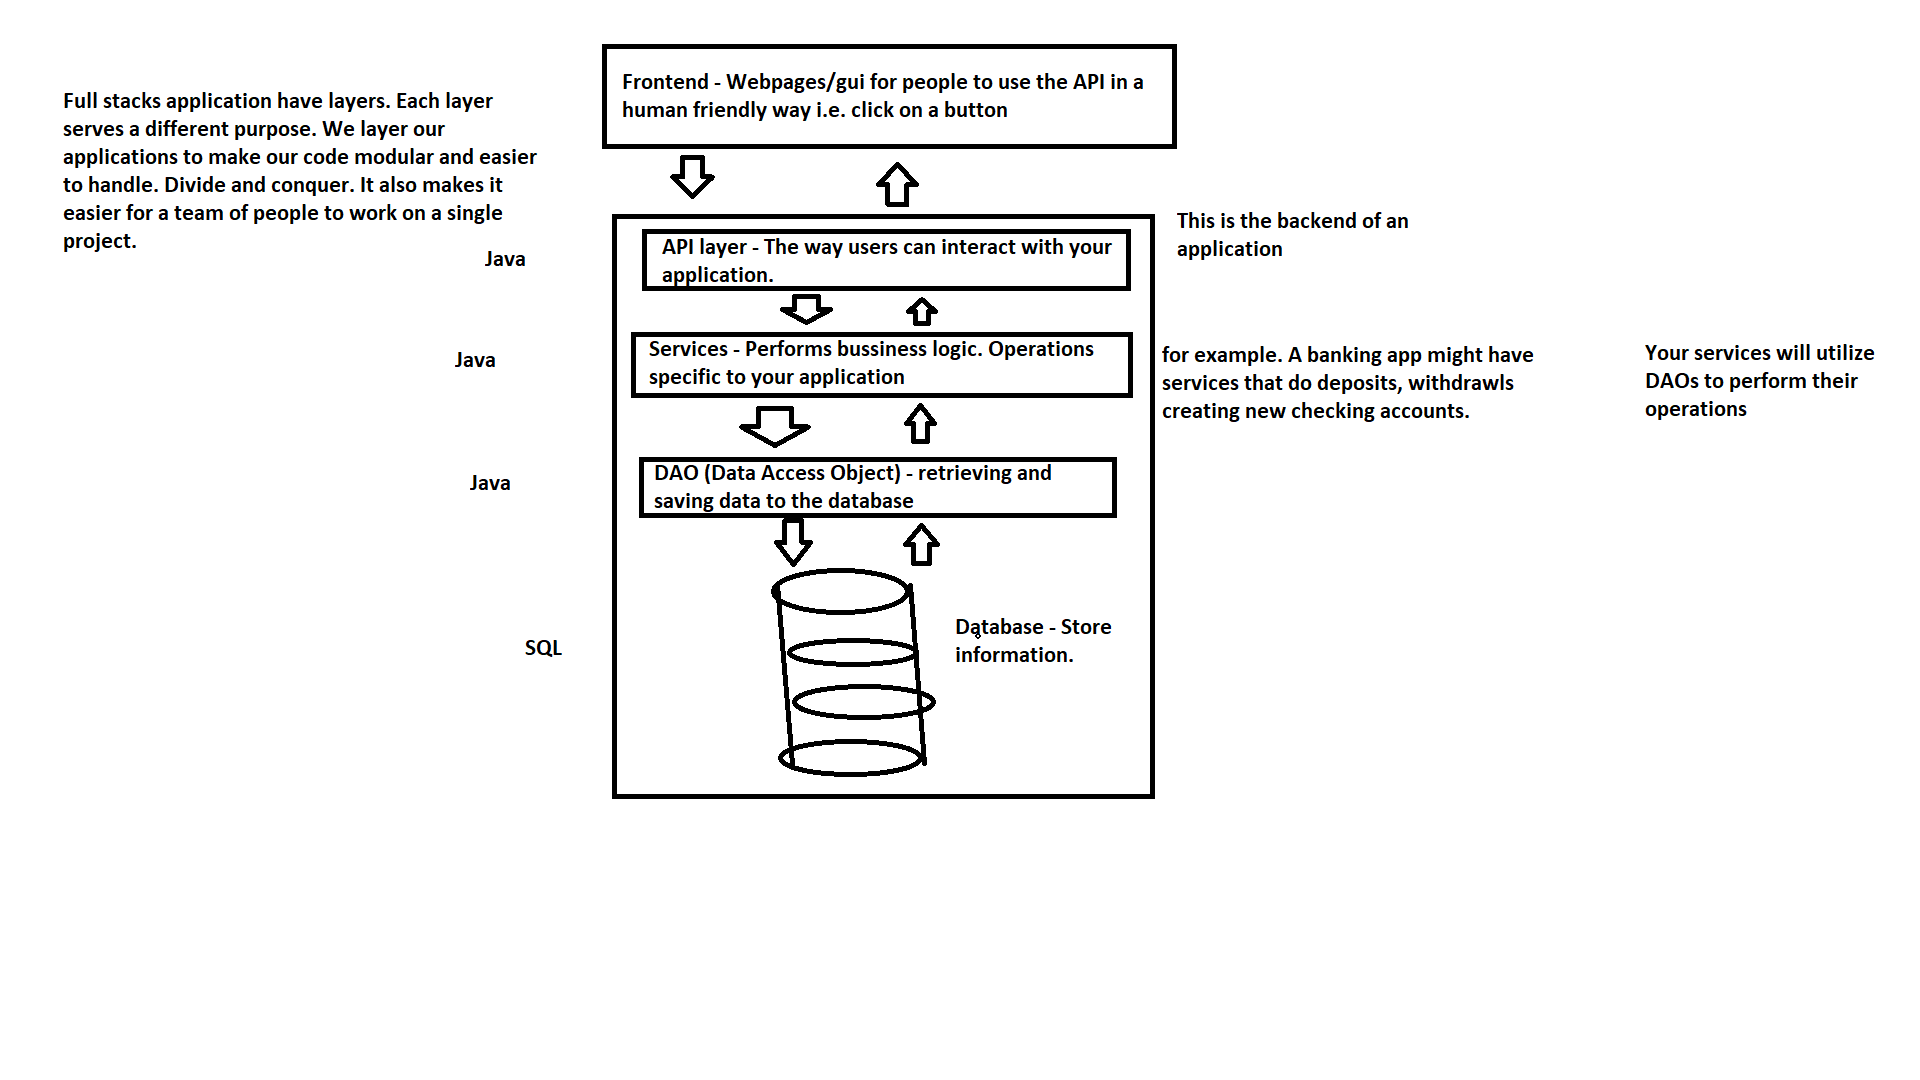 Frontend - Webpages/gui for people to use the API in a
human friendly way i.e. click on a button
Full stacks application have layers. Each layer
serves a different purpose. We layer our
applications to make our code modular and easier
to handle. Divide and conquer. It also makes it
easier for a team of people to work on a single
project.
This is the backend of an
application
Java
API layer - The way users can interact with your
application.
Java
Services - Performs bussiness logic. Operations
specific to your application
for example. A banking app might have
services that do deposits, withdrawls
creating new checking accounts.
Your services will utilize
DAOs to perform their
operations
Java
DAO (Data Access Object) - retrieving and
saving data to the database
SQL
Database - Store
information.